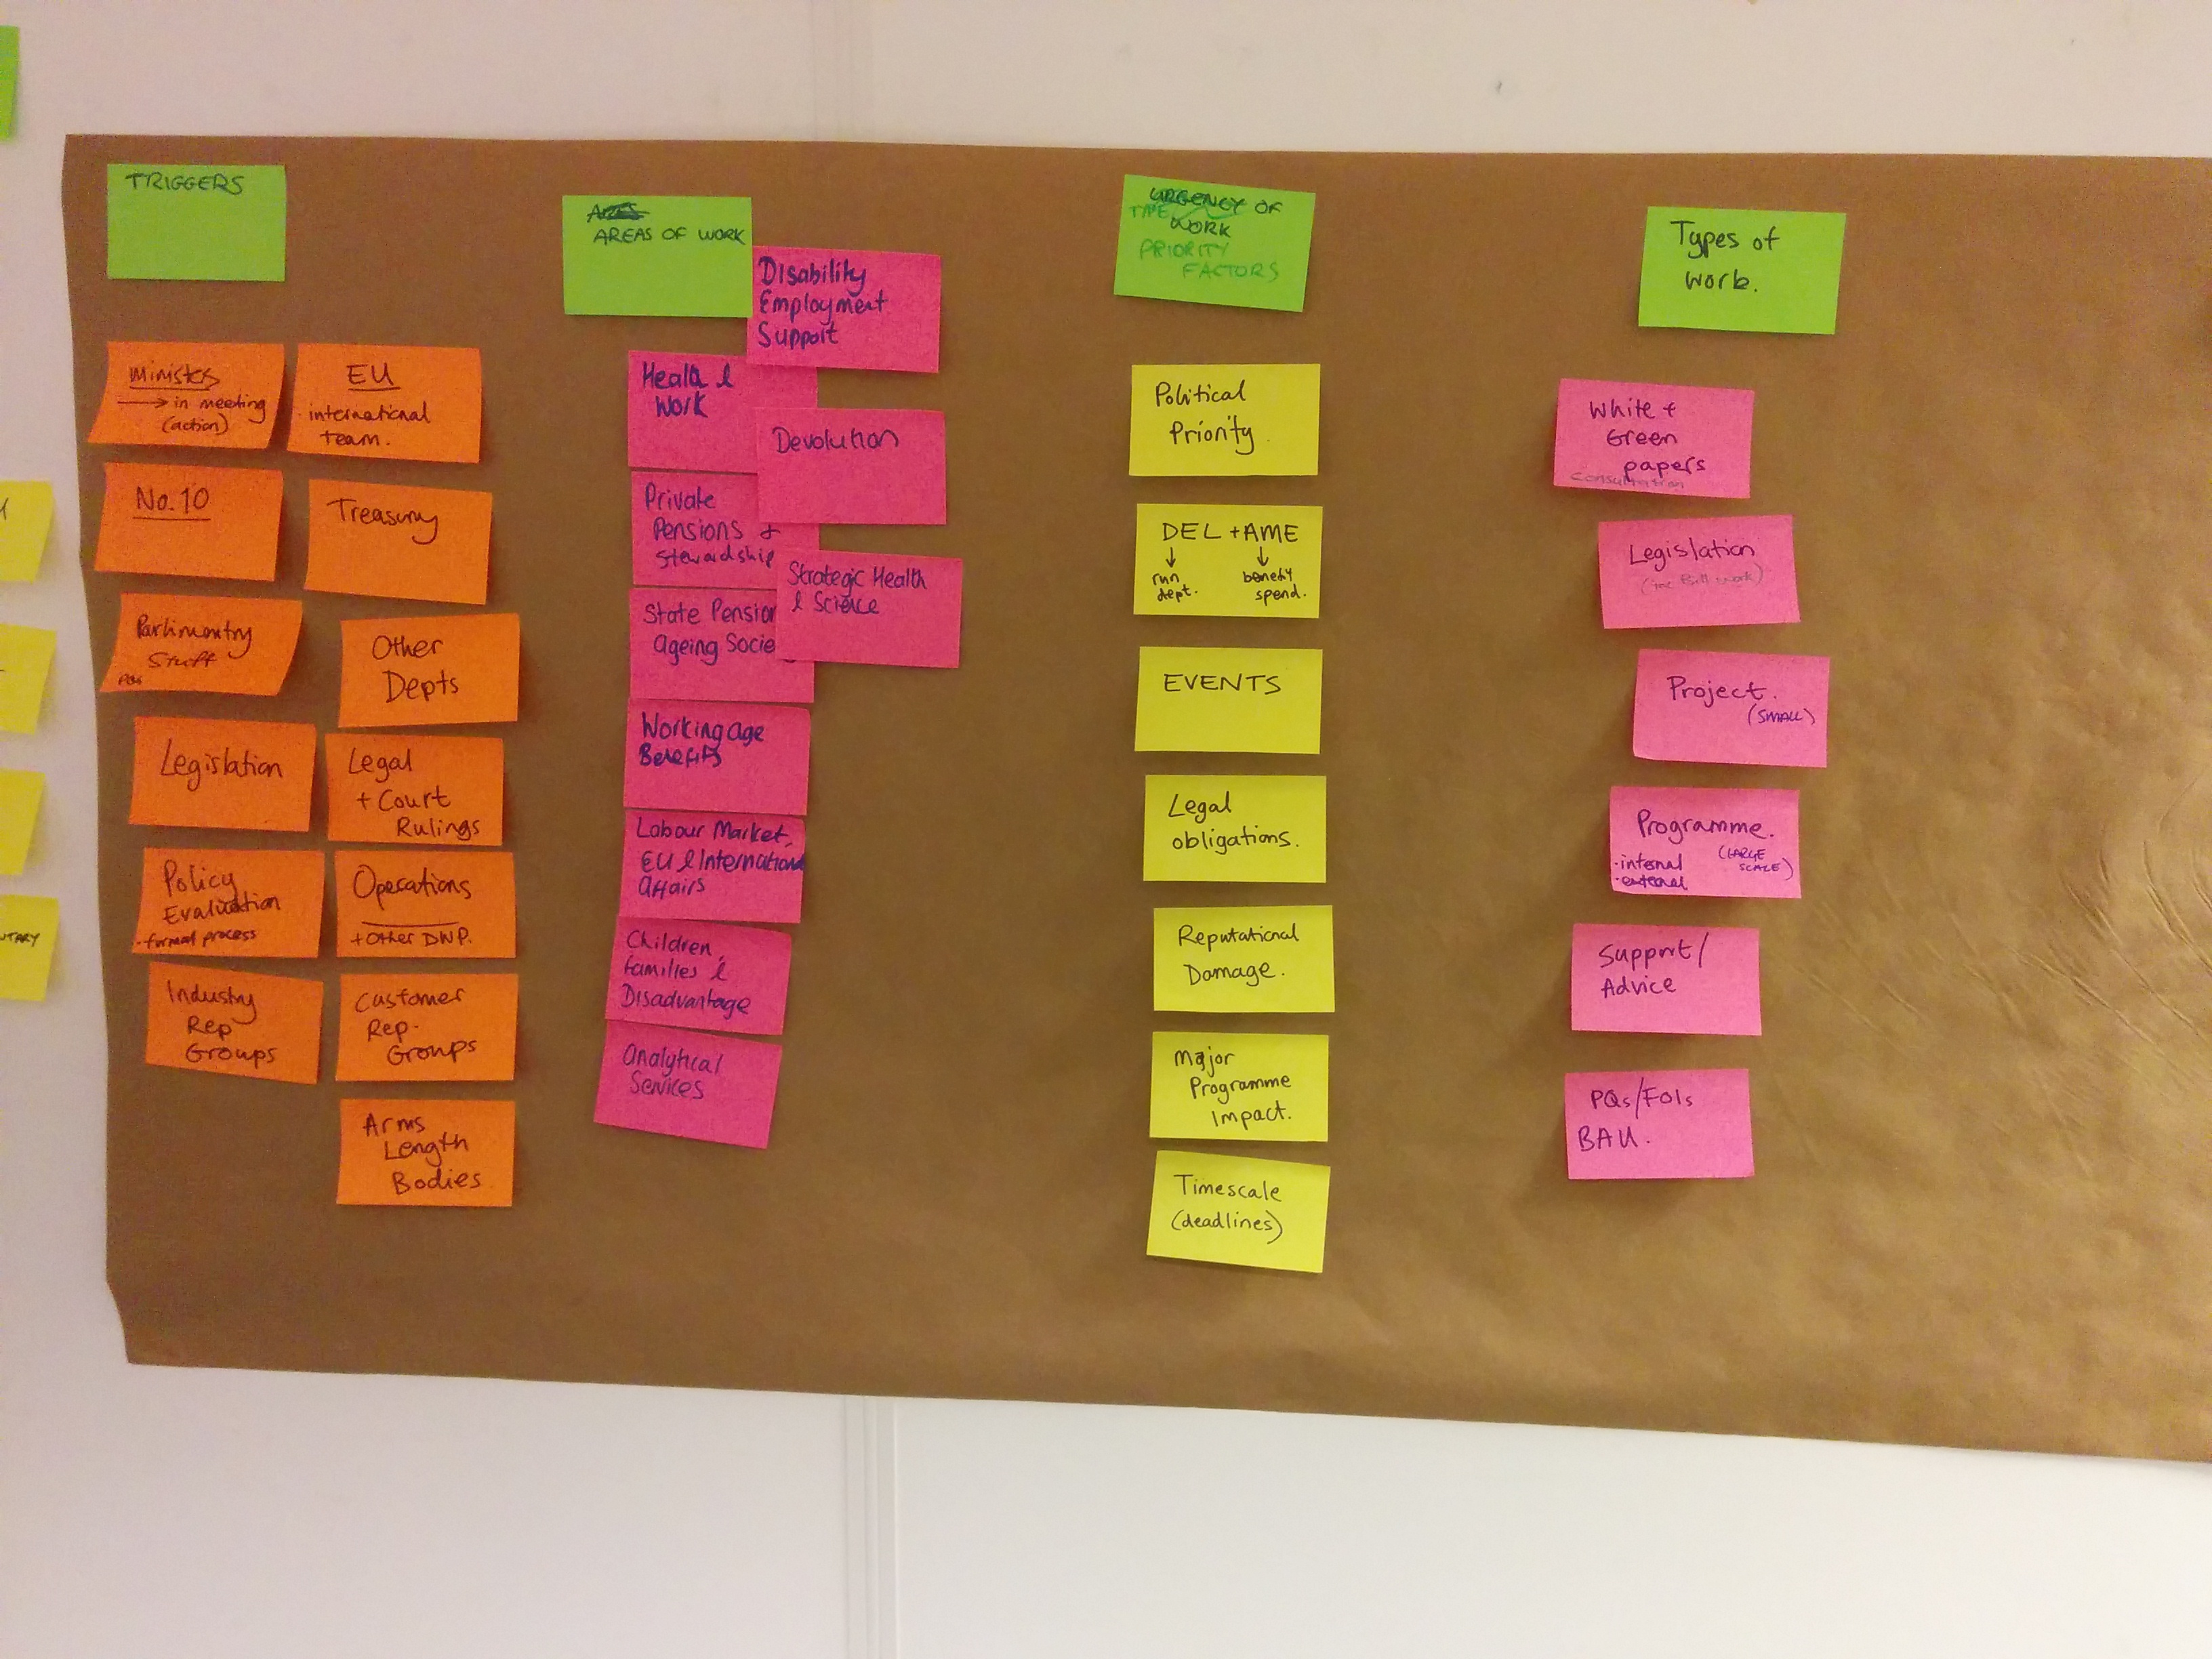 TRIGGERS
Ministers
→ in meeting
(action)
EU
· international
team.
No. 10
Treasury
Parlimentry
Stuff
PQs
Other
Depts
Legislation
Legal
+ Court
Rulings
Policy
Evaluation
- formal process
Operations
+ Other DWP.
Industry
Rep
Groups
Customer
Rep.
Groups
Arms
Length
Bodies
AREAS OF WORK
Disability
Employment
Support
Health &
Work
Devolution
Private
Pensions +
Stewardship
Strategic Health
& Science
State Pension
Ageing Socie
Working age
Benefits
Labour Market,
EU & International
Affairs
Children,
families &
Disadvantage
Analytical
Services
URGENCY OF
TYPE
WORK
PRIORITY
FACTORS
Political
Priority.
DEL + AME
↓ ↓
run benefit
dept. spend.
EVENTS
Legal
obligations.
Reputational
Damage.
Major
Programme
Impact.
Timescale
(deadlines)
Types of
work.
White +
Green
papers
Consultation
Legislation
(inc Bill work)
Project.
(SMALL)
Programme.
· internal (LARGE
· external SCALE)
Support/
Advice
PQs/FOIs
BAU.
NTARY